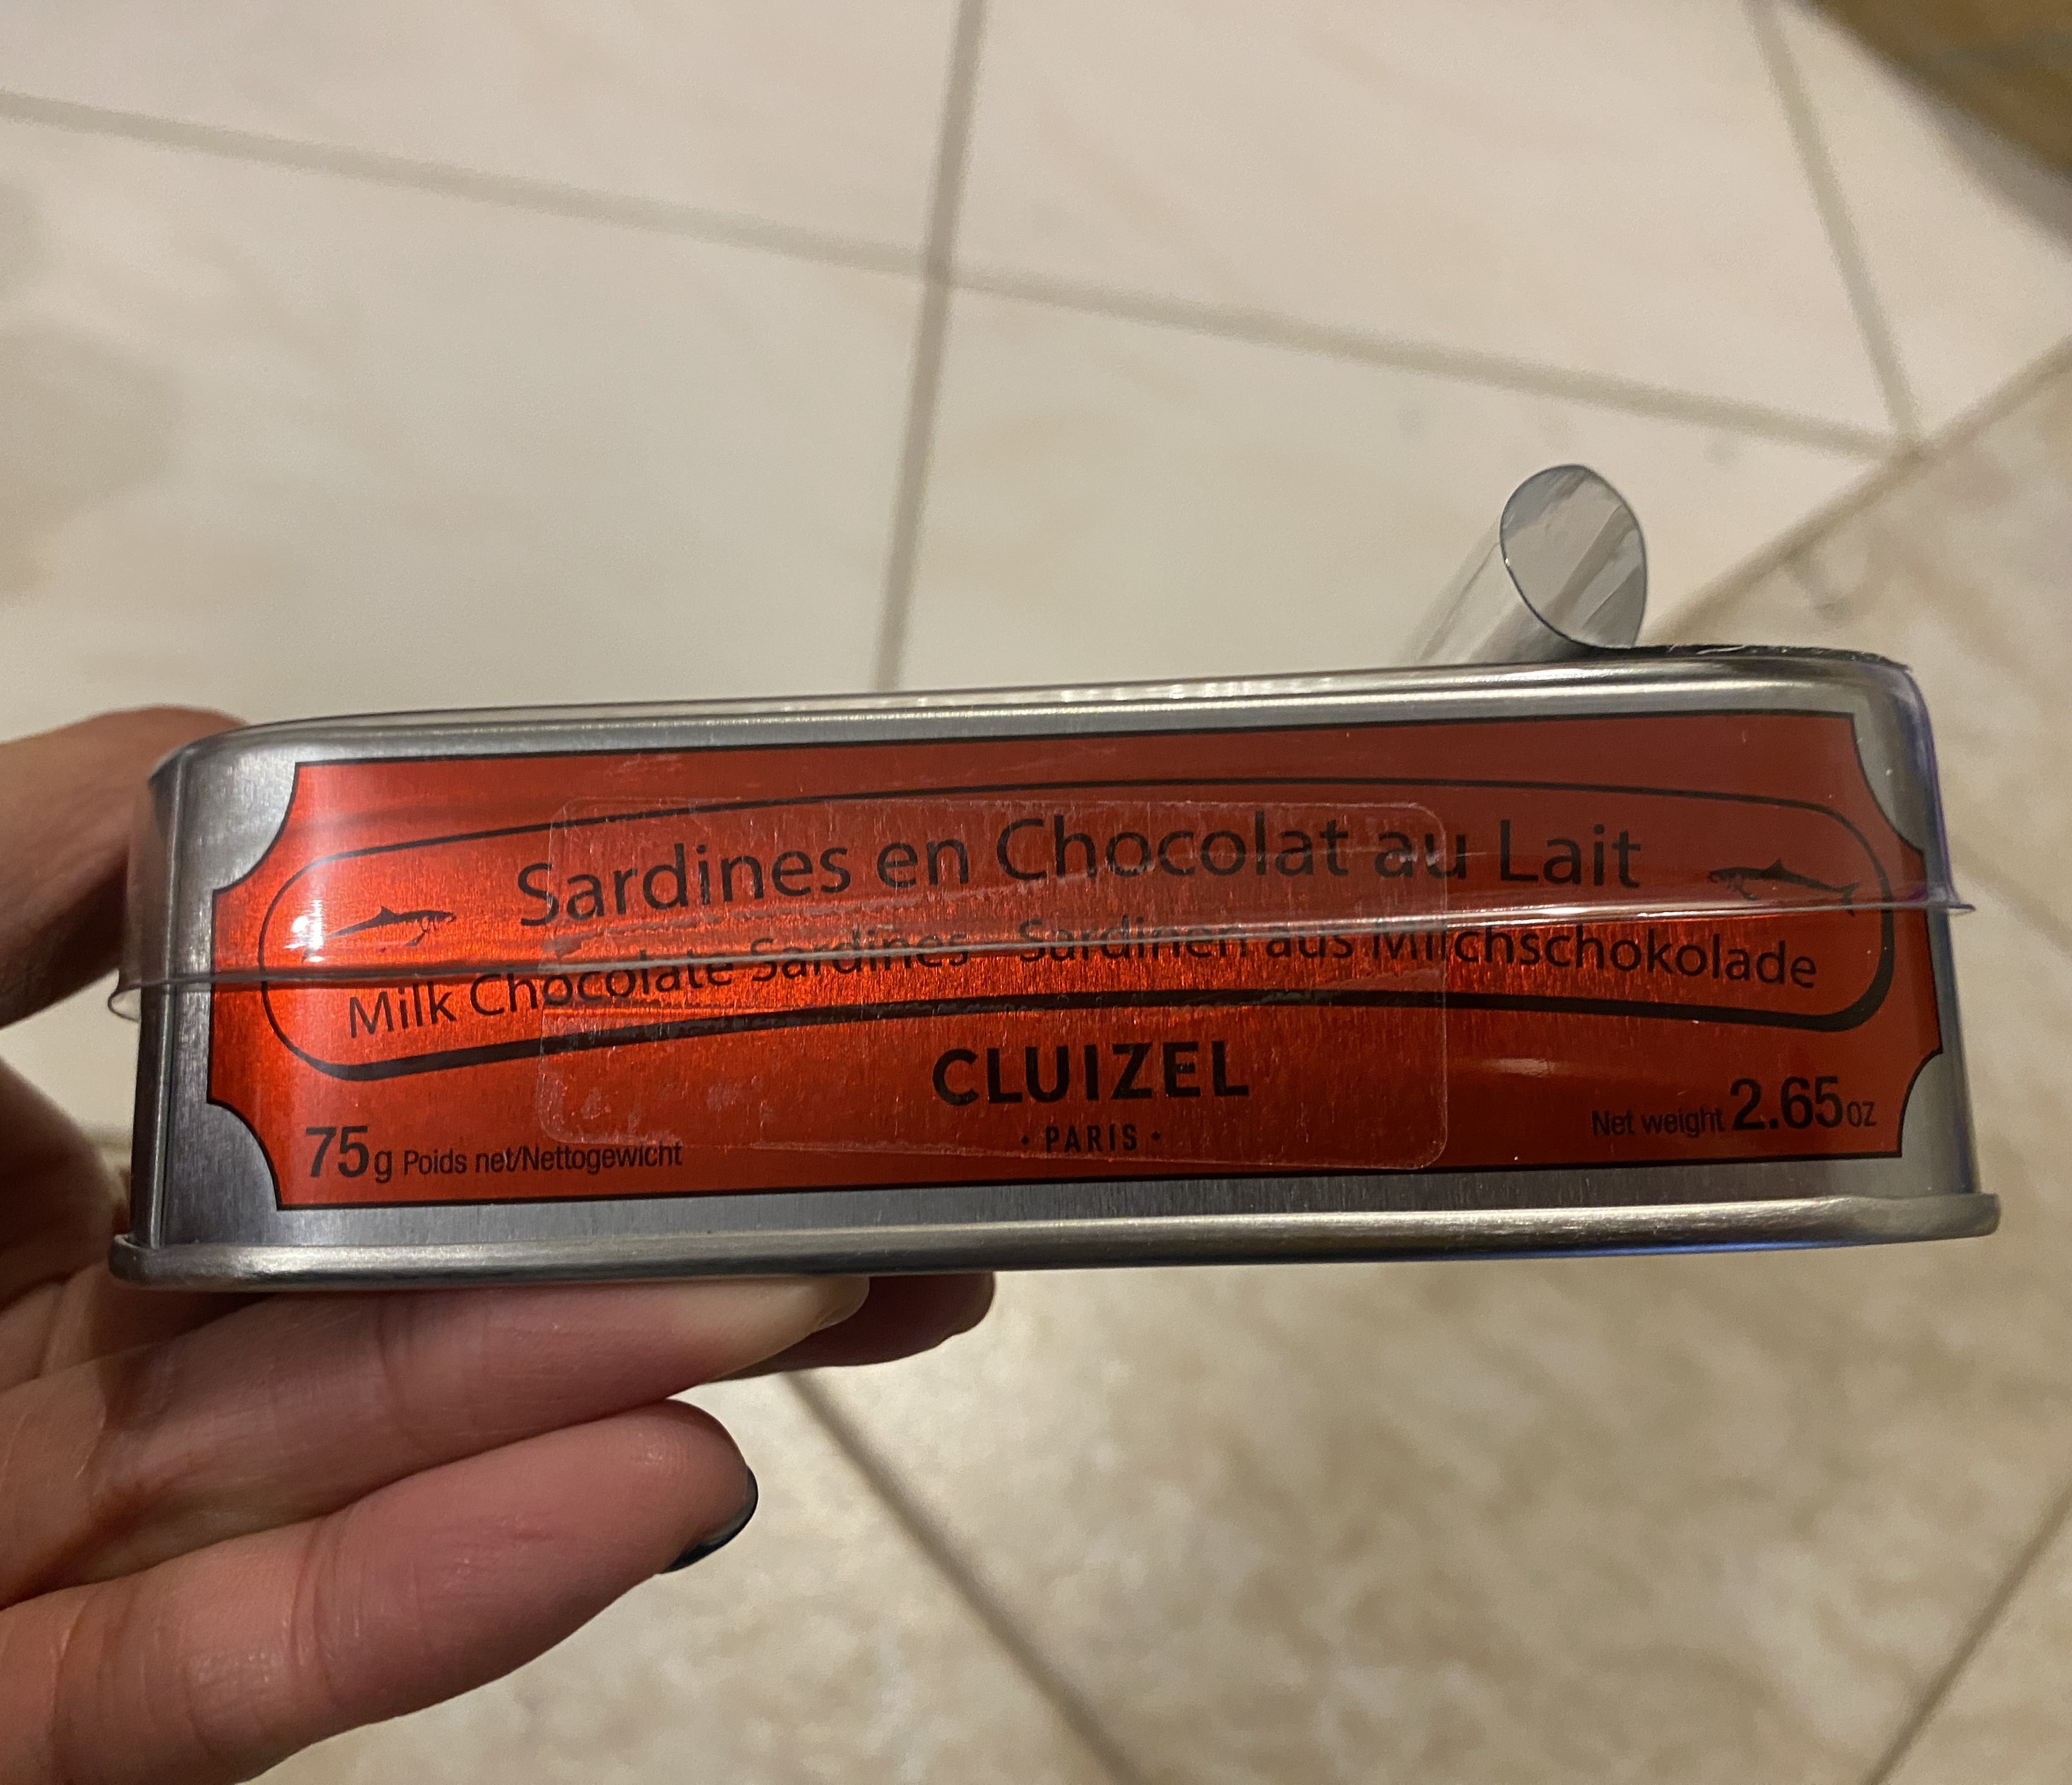 Sardines en Chocolat au Lait
Milk Chocolate Sardines - Sardinen aus Milchschokolade
CLUIZEL
• PARIS •
75g Poids net/Nettogewicht
Net weight 2.65oz